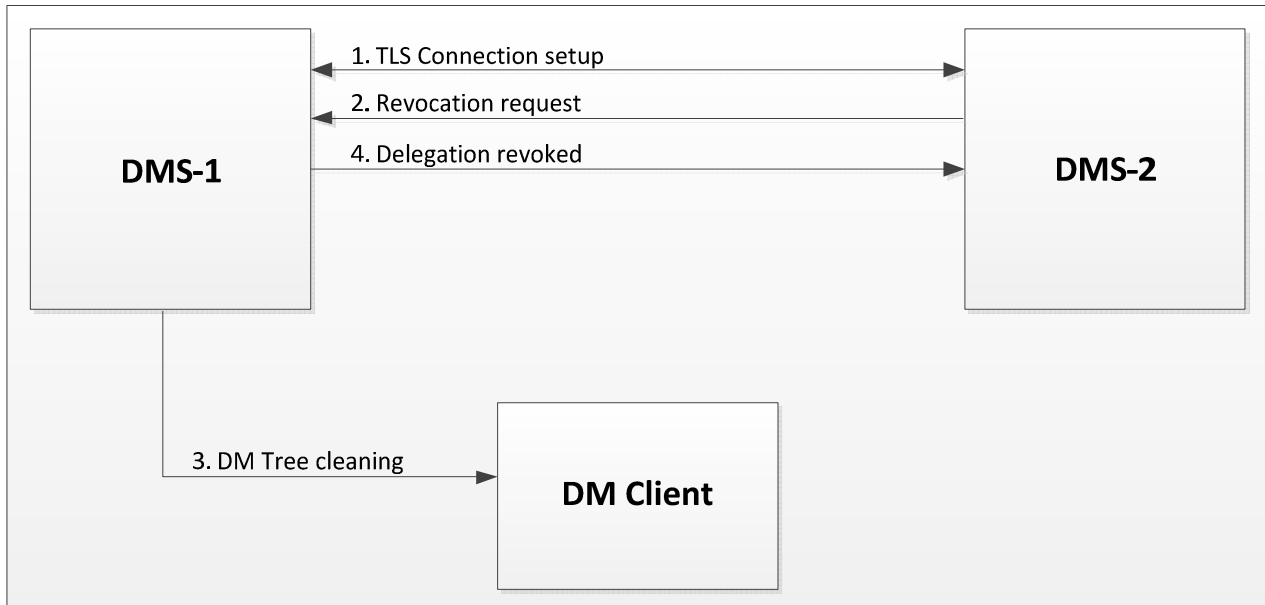 1. TLS Connection setup
2. Revocation request
4. Delegation revoked
DMS-1
DMS-2
3. DM Tree cleaning
DM Client